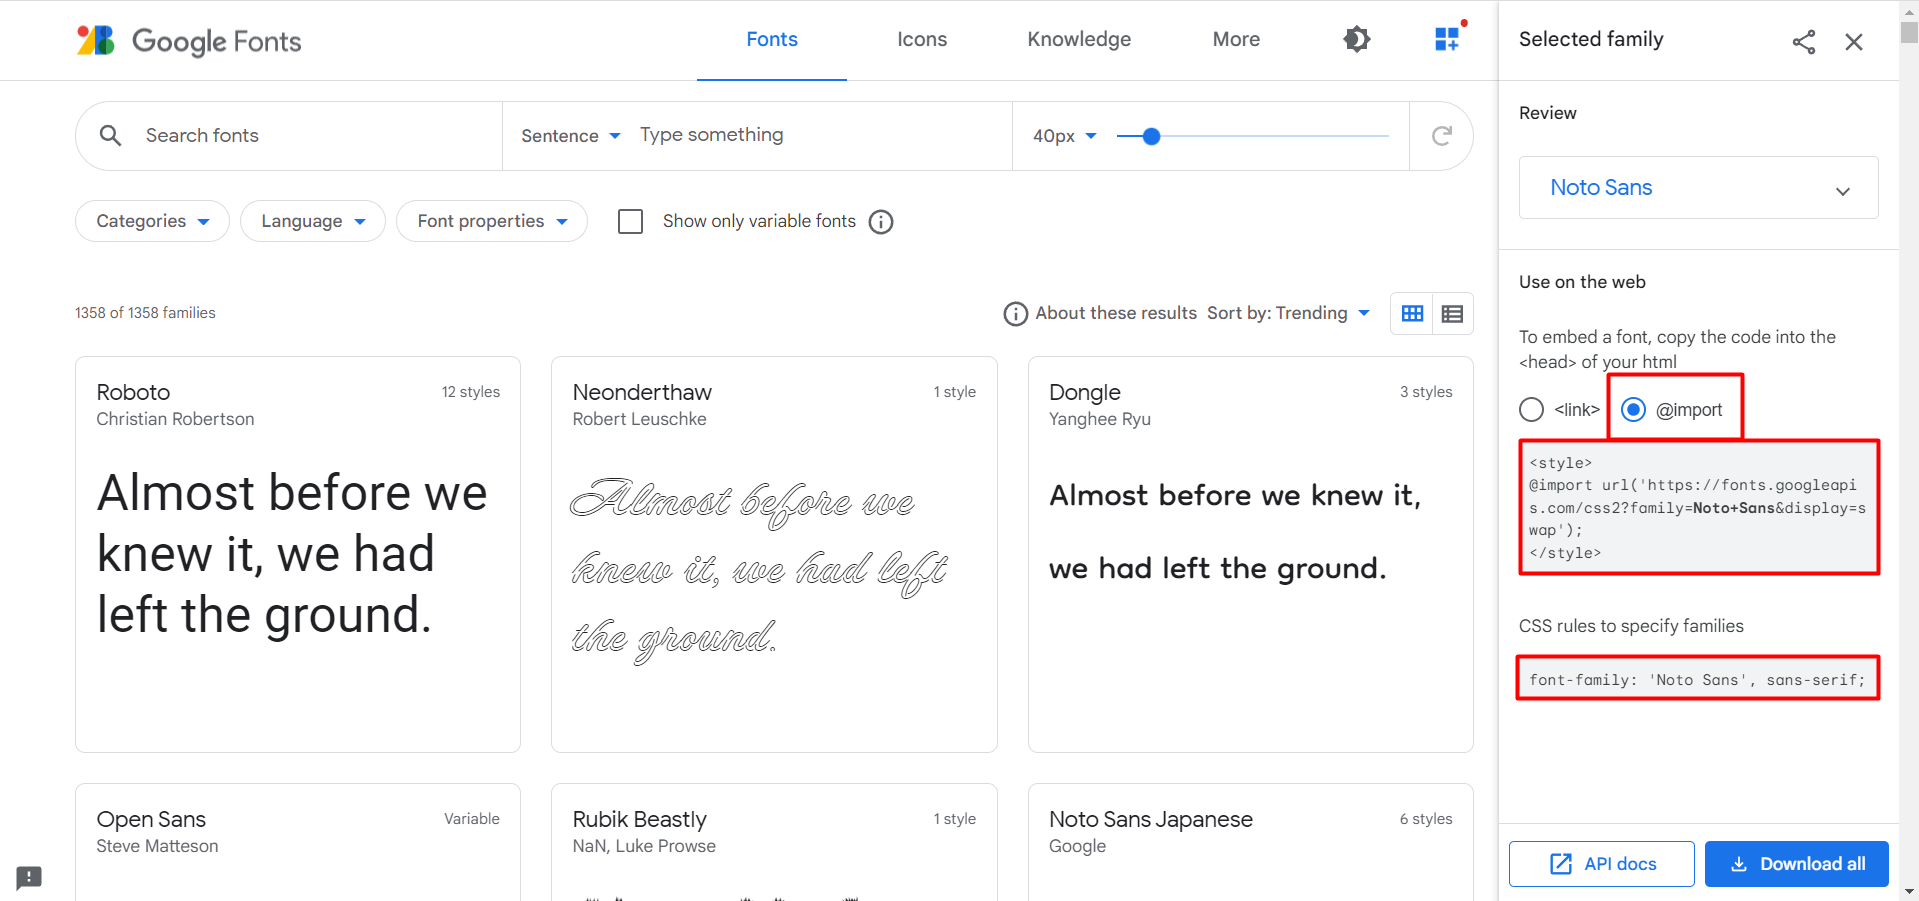 Google Fonts
Fonts
Icons
Knowledge
More
Search fonts
Sentence
Type something
40px
Categories
Language
Font properties
Show only variable fonts
1358 of 1358 families
About these results
Sort by: Trending
Roboto
12 styles
Christian Robertson
Almost before we
knew it, we had
left the ground.
Neonderthaw
1 style
Robert Leuschke
Almost before we
knew it, we had left
the ground.
Dongle
3 styles
Yanghee Ryu
Almost before we knew it,
we had left the ground.
Open Sans
Variable
Steve Matteson
Rubik Beastly
1 style
NaN, Luke Prowse
Noto Sans Japanese
6 styles
Google
Selected family
Review
Noto Sans
Use on the web
To embed a font, copy the code into the
<head> of your html
<link>
@import
<style>
@import url('https://fonts.googleapi
s.com/css2?family=Noto+Sans&display=s
wap');
</style>
CSS rules to specify families
font-family: 'Noto Sans', sans-serif;
API docs
Download all